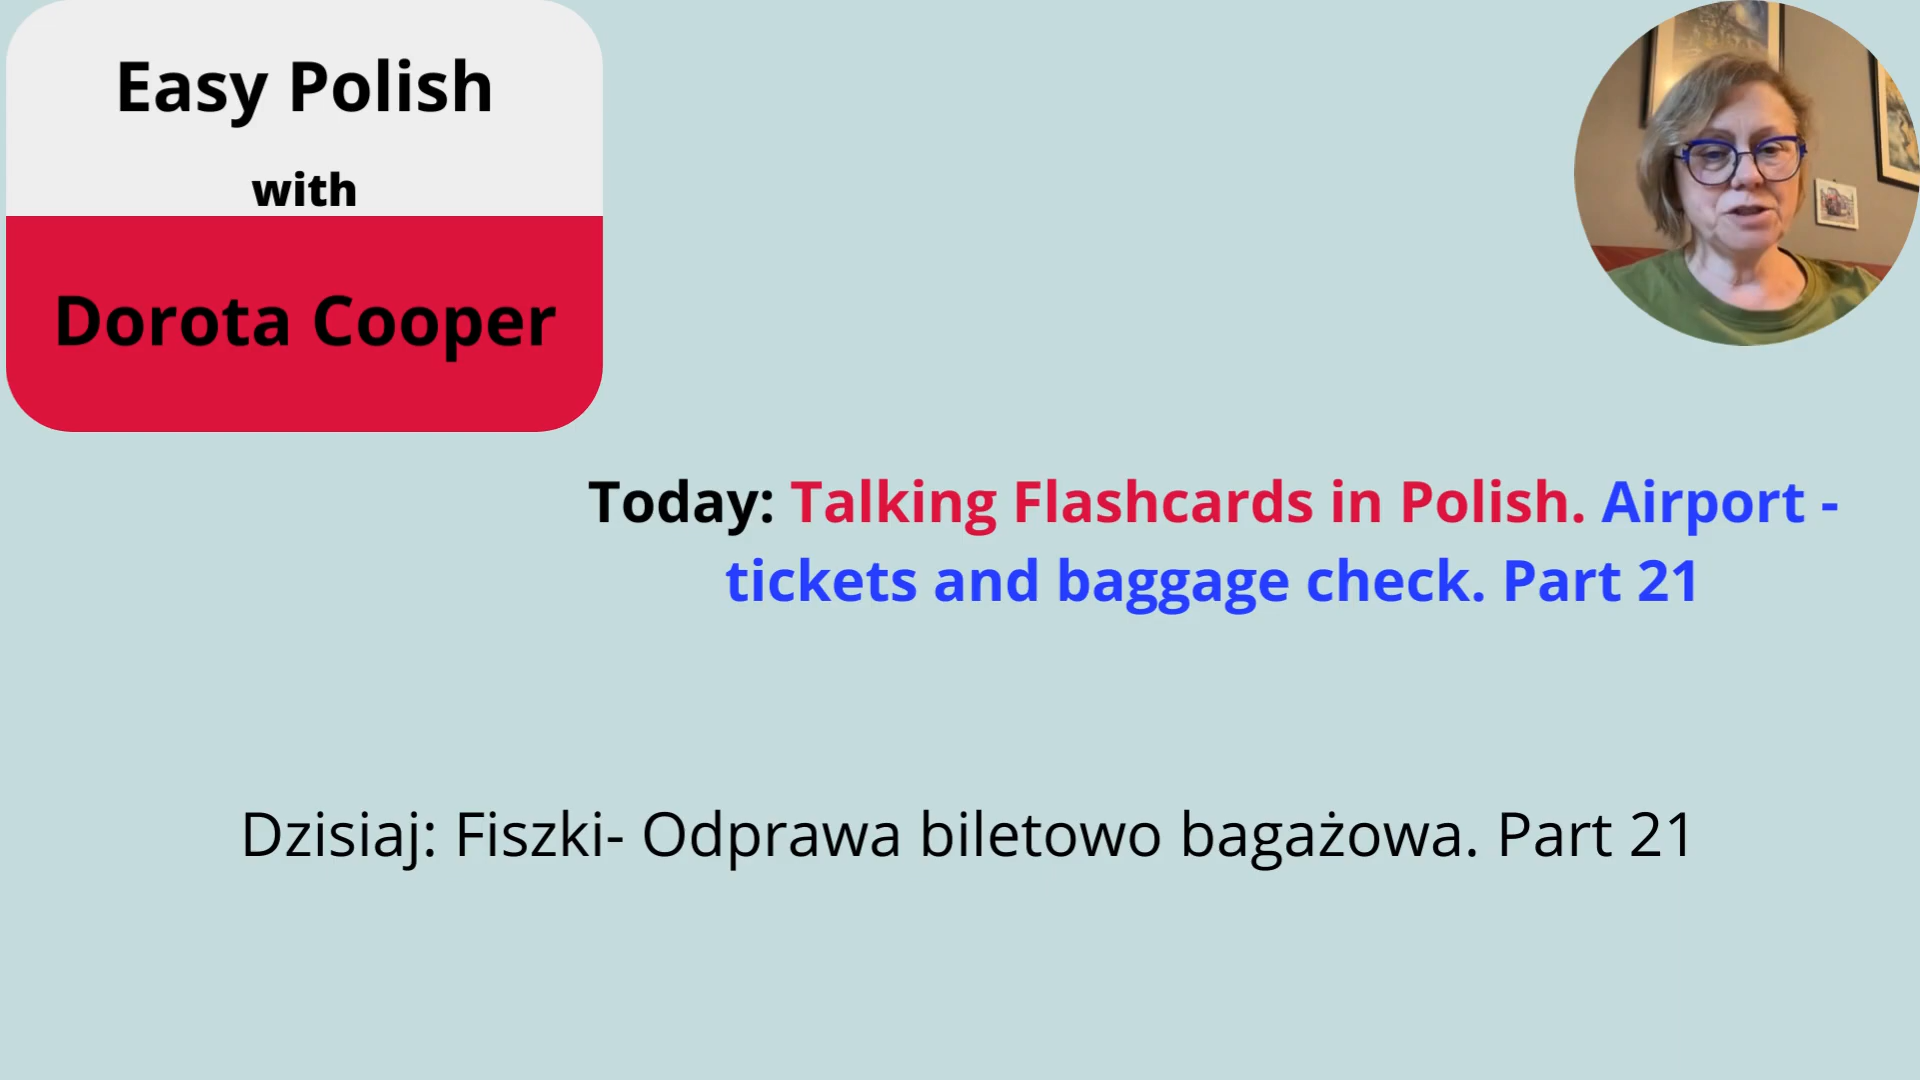 Easy Polish
with
Dorota Cooper
Today: Talking Flashcards in Polish. Airport -
tickets and baggage check. Part 21
Dzisiaj: Fiszki- Odprawa biletowo bagażowa. Part 21